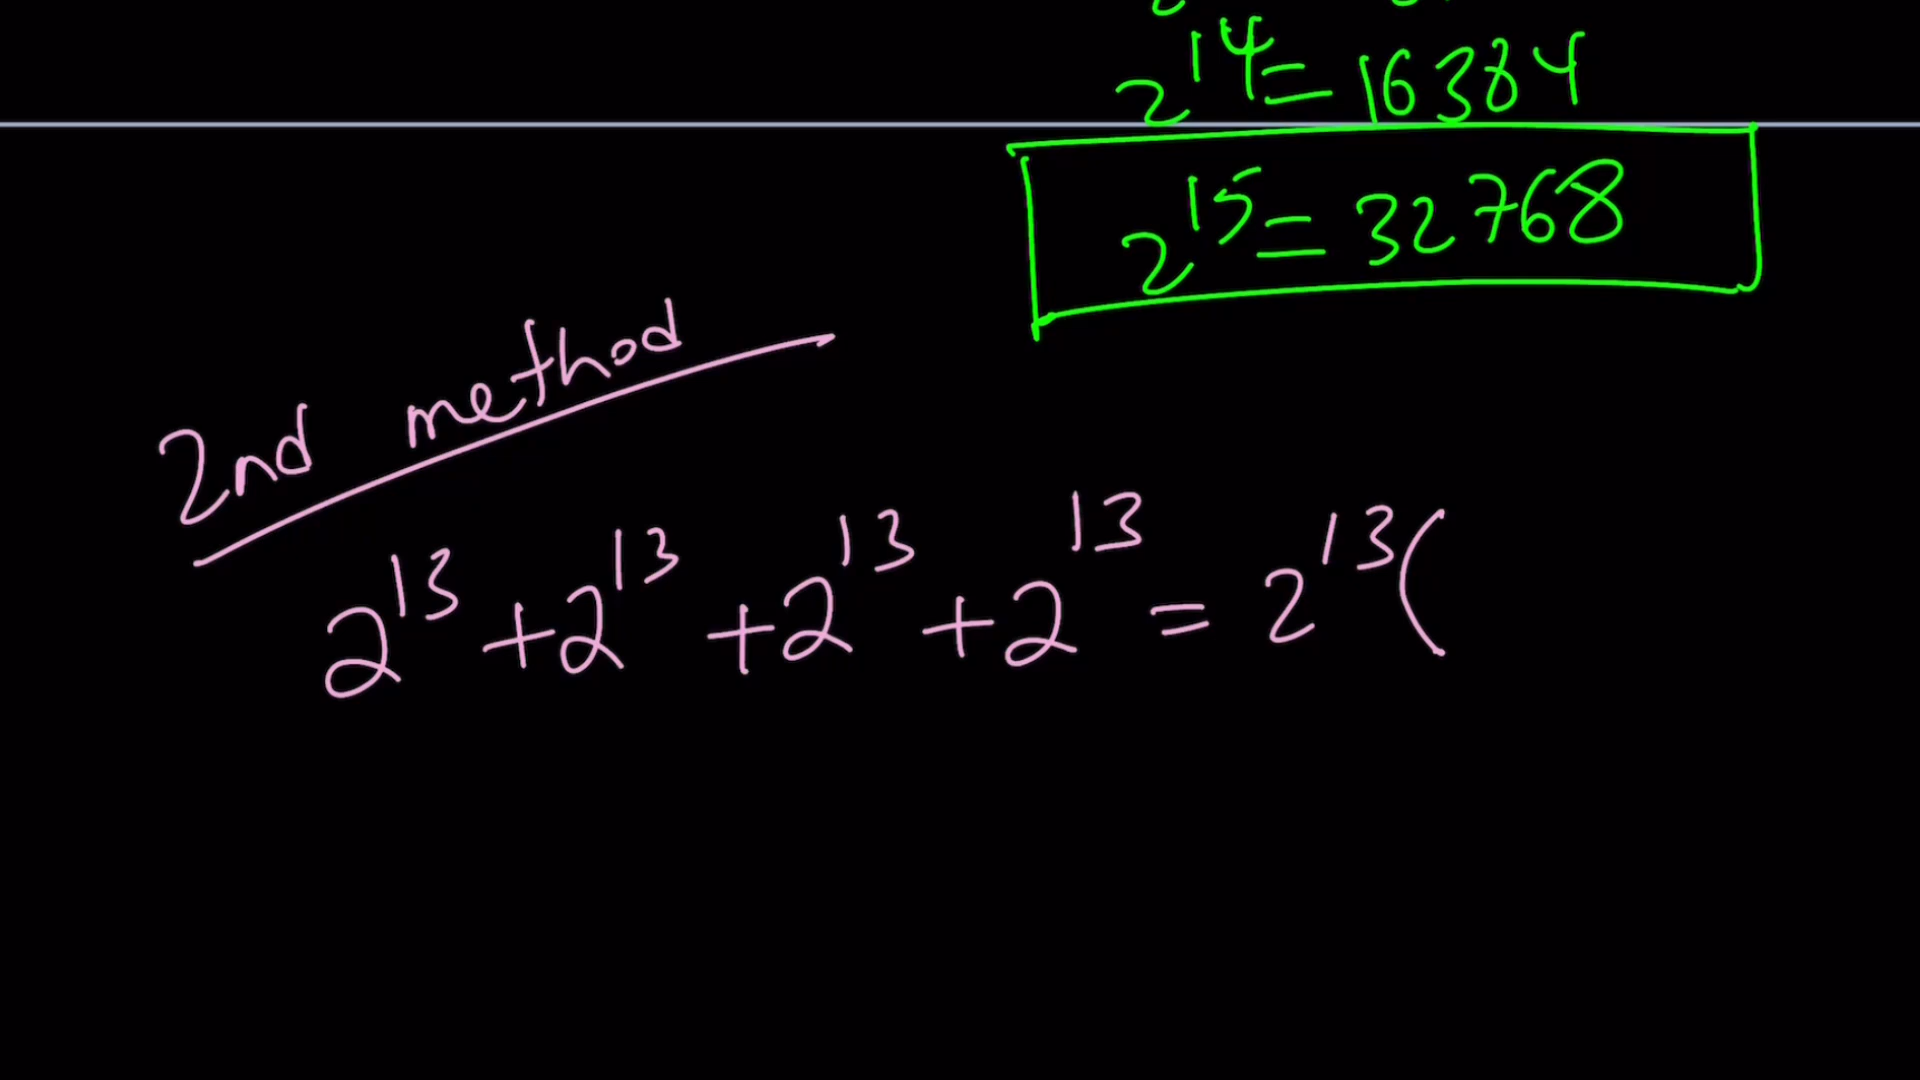 2^14 = 16384
2^15 = 32768
2nd method
2^13 + 2^13 + 2^13 + 2^13 = 2^13 (